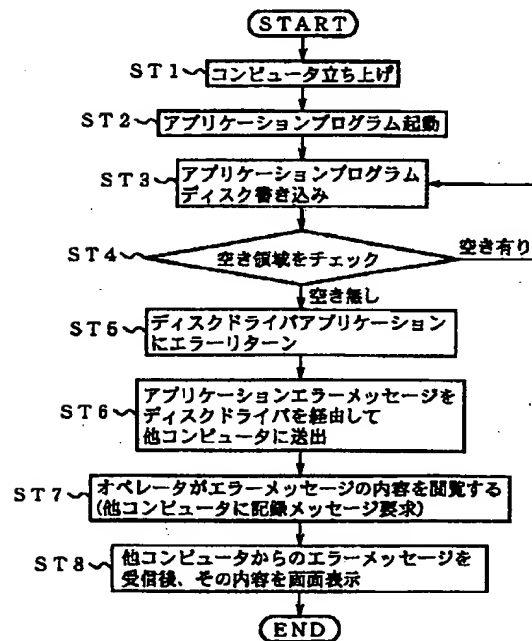 START
ST1 コンピュータ立ち上げ
ST2 アプリケーションプログラム起動
ST3 アプリケーションプログラム
ディスク書き込み
ST4 空き領域をチェック 空き有り
空き無し
ST5 ディスクドライバアプリケーション
にエラーリターン
ST6 アプリケーションエラーメッセージを
ディスクドライバを経由して
他コンピュータに送出
ST7 オペレータがエラーメッセージの内容を閲覧する
(他コンピュータに記録メッセージ要求)
ST8 他コンピュータからのエラーメッセージを
受信後、その内容を画面表示
END